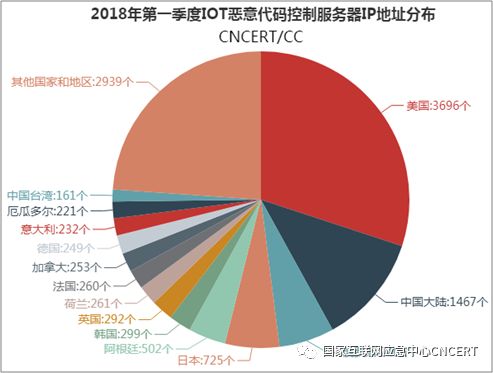 2018年第一季度IOT恶意代码控制服务器IP地址分布
CNCERT/CC
其他国家和地区:2939个
美国:3696个
中国台湾:161个
厄瓜多尔:221个
意大利:232个
德国:249个
加拿大:253个
法国:260个
荷兰:261个
英国:292个
韩国:299个
阿根廷:502个
日本:725个
中国大陆:1467个
国家互联网应急中心CNCERT